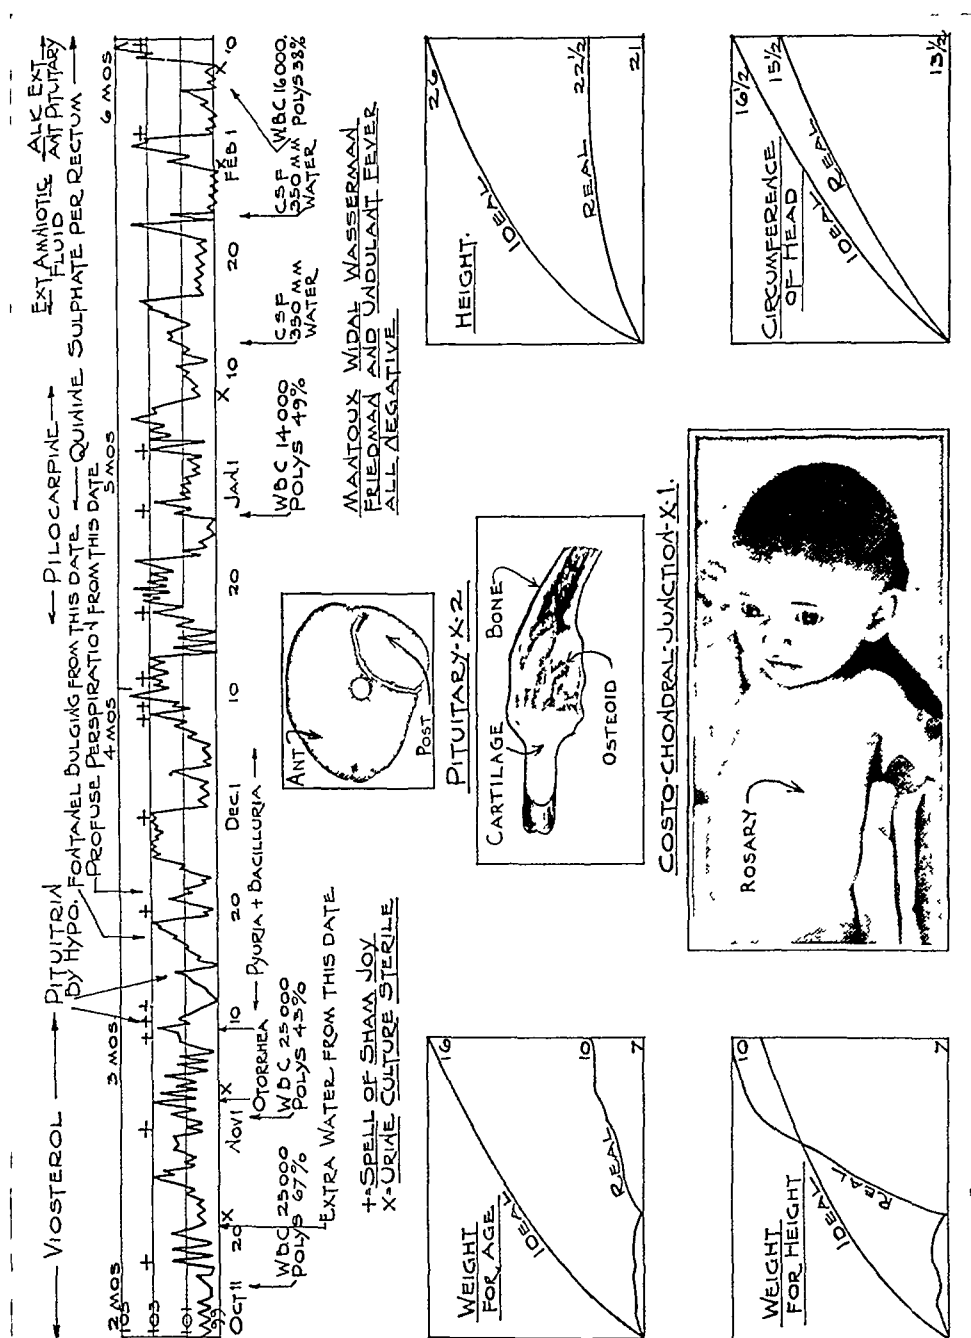 ← VIOSTEROL → PITUITRIN ← PILOCARPINE → EXT AMNIOTIC ALK EXT
BY HYPO. FLUID ANT PITUITARY
FONTANEL BULGING FROM THIS DATE ← QUININE SULPHATE PER RECTUM →
PROFUSE PERSPIRATION FROM THIS DATE
2 MOS 3 MOS 4 MOS 5 MOS 6 MOS
105
103
101
99
OCT 11 20 X NOV 1 X 10 20 DEC 1 10 20 JAN 1 X 10 20 X FEB 1 X 10
OTORRHEA ← PYURIA + BACILLURIA →
WBC 25000
POLYS 67%
WBC 25000
POLYS 43%
WBC 14000
POLYS 49%
CSF
350 MM
WATER
CSF
350 MM
WATER
WBC 16000
POLYS 38%
EXTRA WATER FROM THIS DATE
+=SPELL OF SHAM JOY
X=URINE CULTURE STERILE
MANTOUX WIDAL WASSERMAN
FRIEDMAN AND UNDULANT FEVER
ALL NEGATIVE
WEIGHT
FOR AGE
IDEAL
REAL
16
10
7
ANT
POST
PITUITARY-X-2
CARTILAGE
BONE
OSTEOID
COSTO-CHONDRAL-JUNCTION-X-1.
HEIGHT.
IDEAL
REAL
26
22½
21
WEIGHT
FOR HEIGHT
IDEAL
REAL
10
7
ROSARY
CIRCUMFERENCE
OF HEAD
IDEAL
REAL
16½
15½
13½